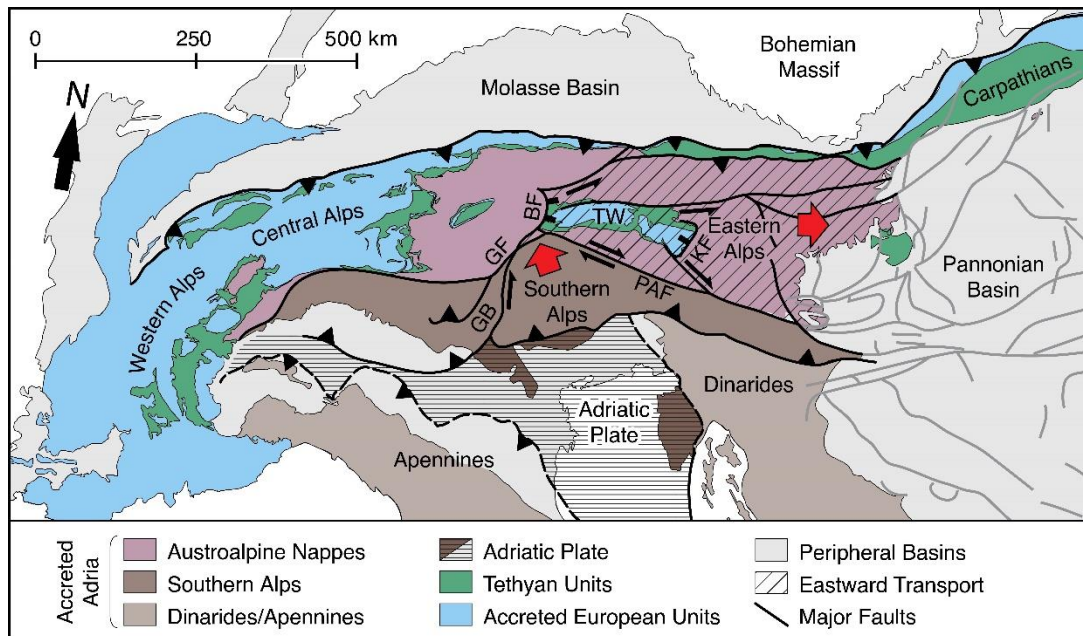 0 250 500 km
N
Molasse Basin
Bohemian
Massif
Carpathians
Central Alps
Western Alps
BF
TW
GF
KF
Eastern
Alps
GB
Southern
Alps
PAF
Pannonian
Basin
Dinarides
Adriatic
Plate
Apennines
Accreted
Adria
Austroalpine Nappes
Southern Alps
Dinarides/Apennines
Adriatic Plate
Tethyan Units
Accreted European Units
Peripheral Basins
Eastward Transport
Major Faults